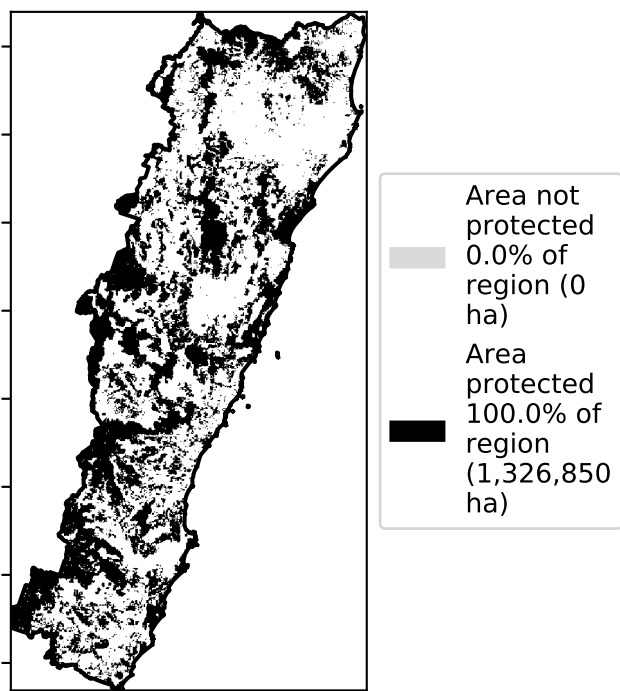 Area not
protected
0.0% of
region (0
ha)
Area
protected
100.0% of
region
(1,326,850
ha)